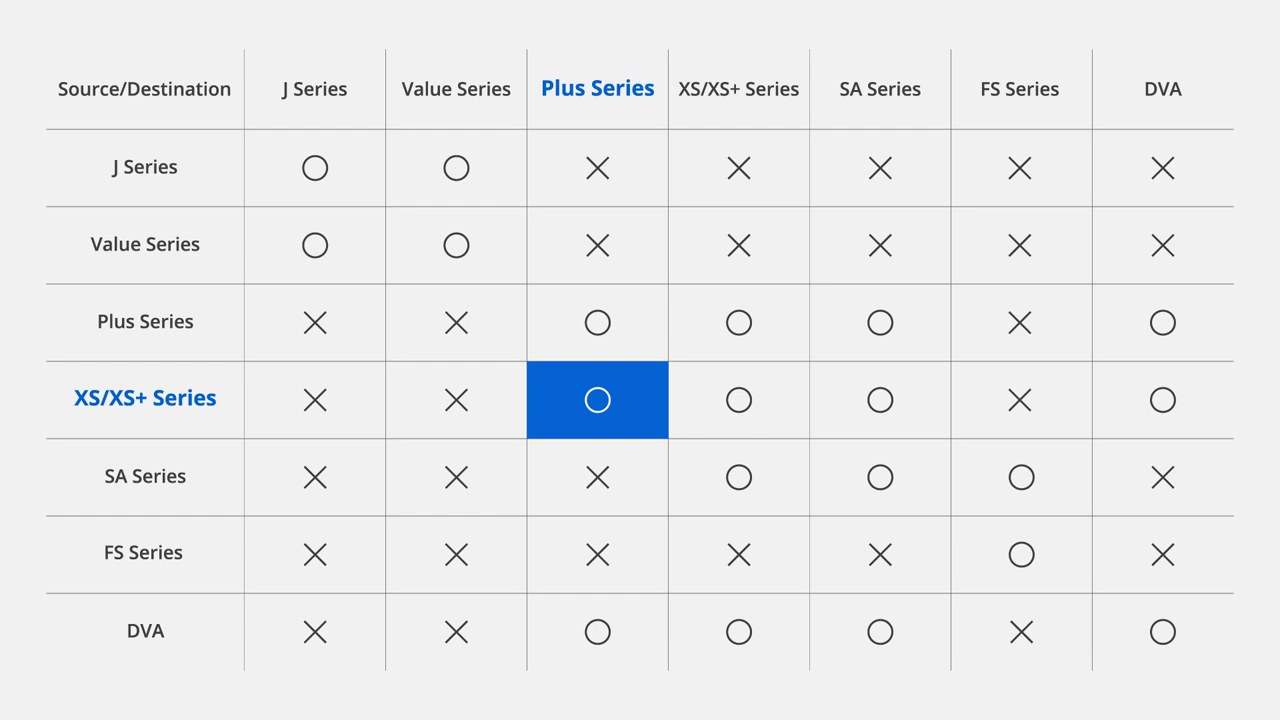 Source/Destination J Series Value Series Plus Series XS/XS+ Series SA Series FS Series DVA
J Series
Value Series
Plus Series
XS/XS+ Series
SA Series
FS Series
DVA